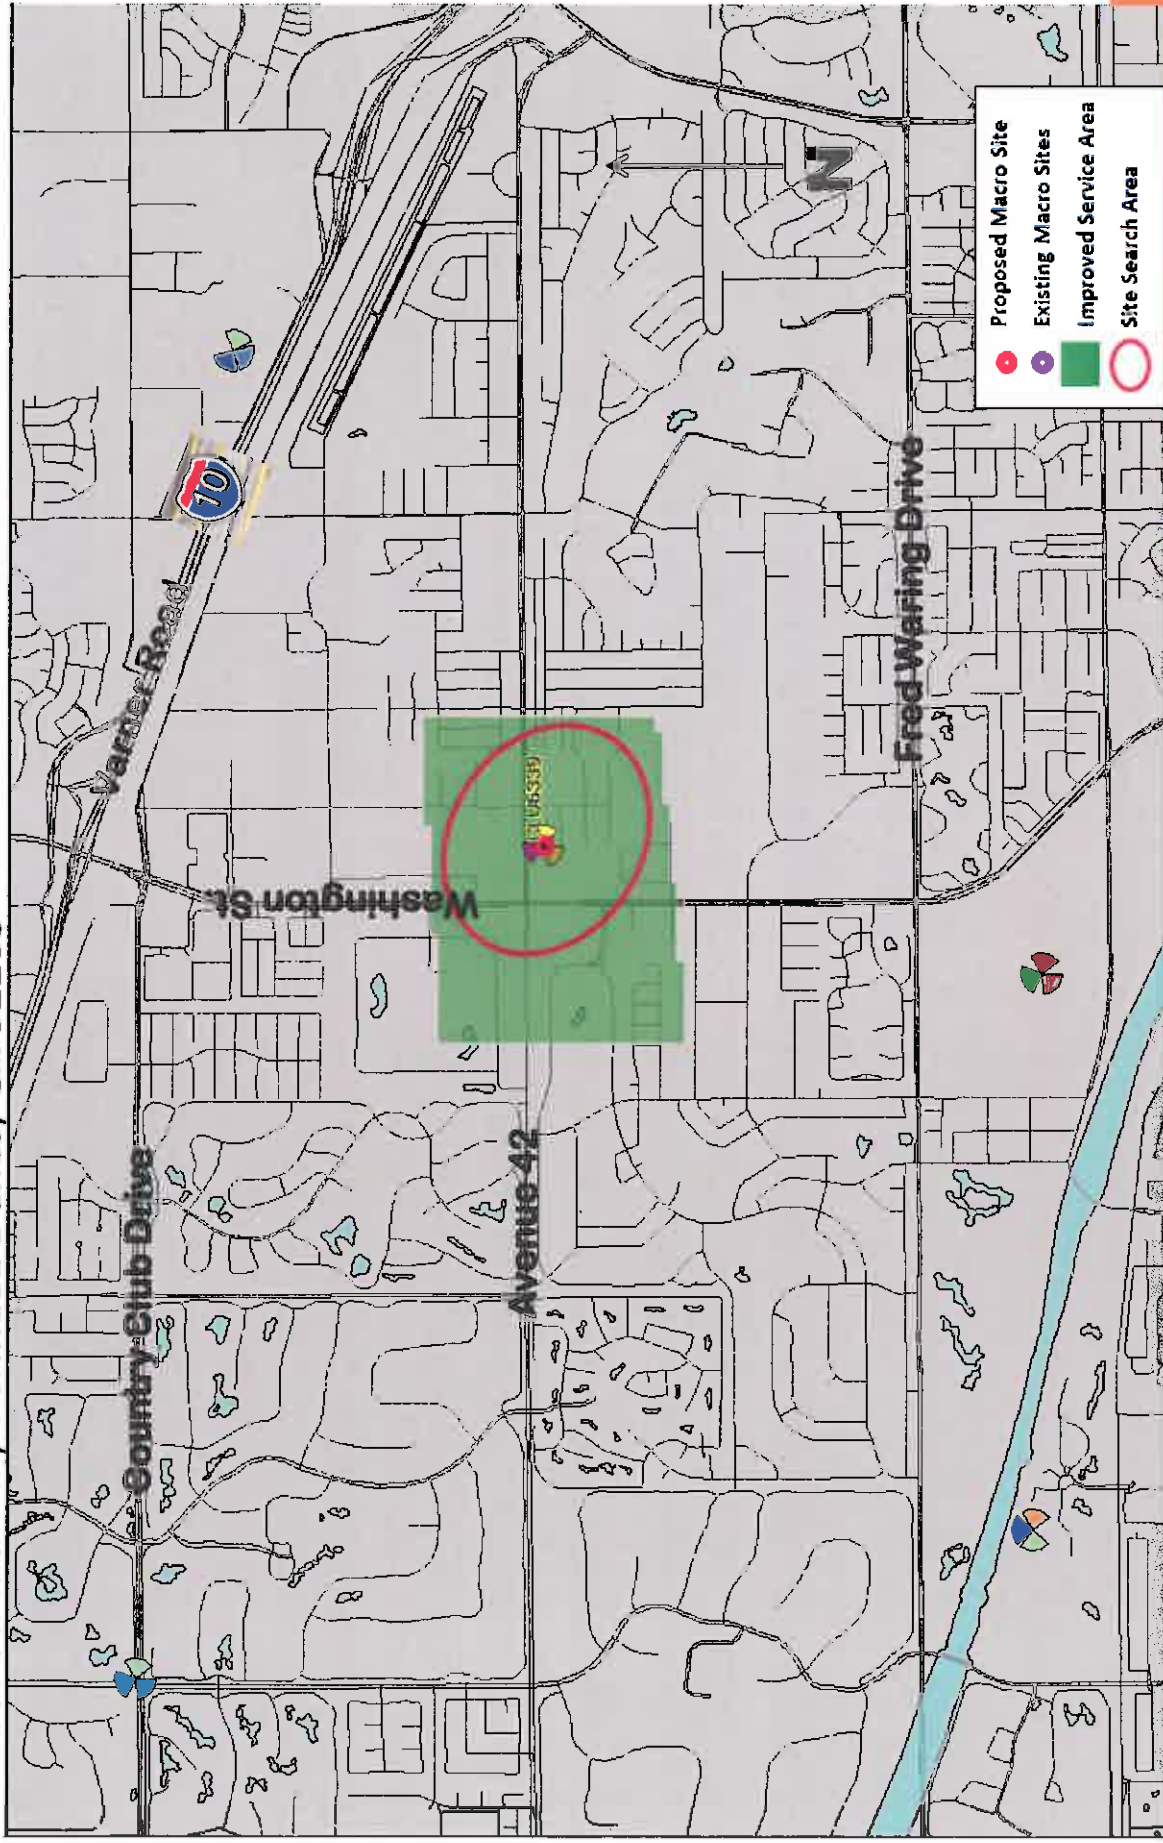 Varner Road
10
Country Club Drive
Washington St.
Avenue 42
Fred Waring Drive
N
Proposed Macro Site
Existing Macro Sites
Improved Service Area
Site Search Area